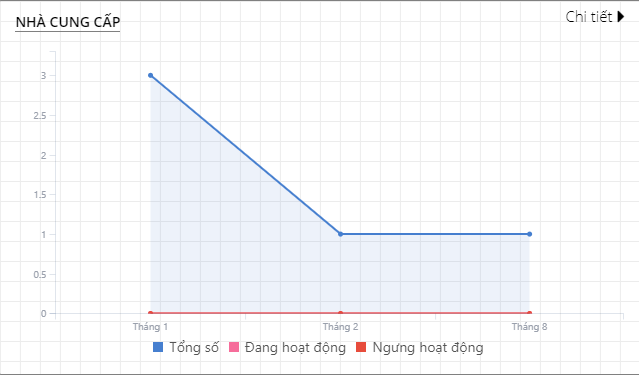 NHÀ CUNG CẤP
Chi tiết
3
2.5
2
1.5
1
0.5
0
Tháng 1 Tháng 2 Tháng 8
Tổng số Đang hoạt động Ngưng hoạt động